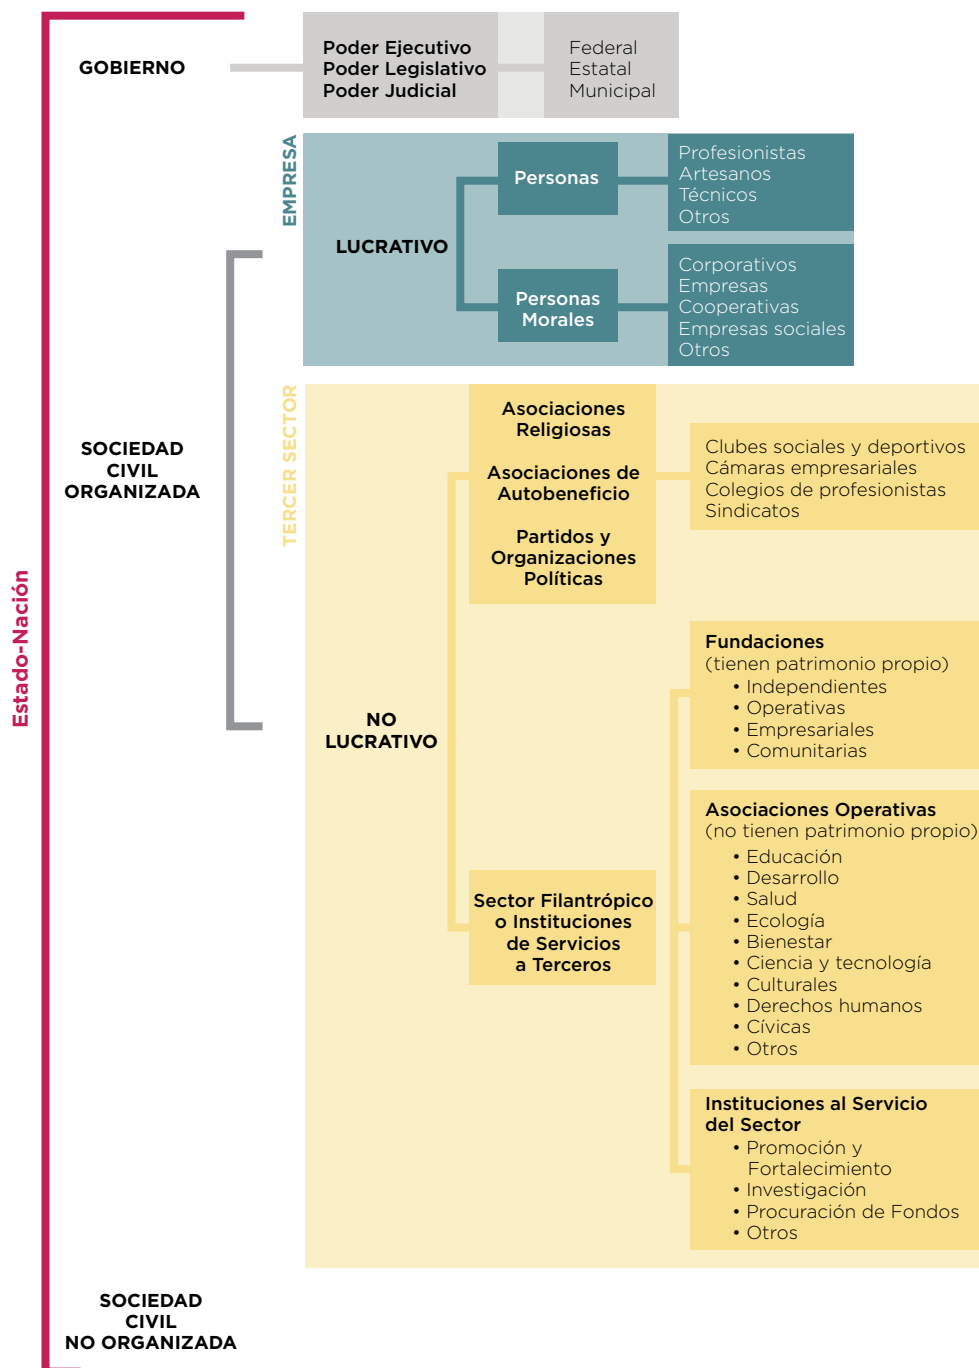 Estado-Nación
GOBIERNO
Poder Ejecutivo
Poder Legislativo
Poder Judicial
Federal
Estatal
Municipal
SOCIEDAD
CIVIL
ORGANIZADA
EMPRESA
LUCRATIVO
Personas
Profesionistas
Artesanos
Técnicos
Otros
Personas
Morales
Corporativos
Empresas
Cooperativas
Empresas sociales
Otros
TERCER SECTOR
NO
LUCRATIVO
Asociaciones
Religiosas
Asociaciones de
Autobeneficio
Partidos y
Organizaciones
Políticas
Clubes sociales y deportivos
Cámaras empresariales
Colegios de profesionistas
Sindicatos
Sector Filantrópico
o Instituciones
de Servicios
a Terceros
Fundaciones
(tienen patrimonio propio)
• Independientes
• Operativas
• Empresariales
• Comunitarias
Asociaciones Operativas
(no tienen patrimonio propio)
• Educación
• Desarrollo
• Salud
• Ecología
• Bienestar
• Ciencia y tecnología
• Culturales
• Derechos humanos
• Cívicas
• Otros
Instituciones al Servicio
del Sector
• Promoción y
Fortalecimiento
• Investigación
• Procuración de Fondos
• Otros
SOCIEDAD
CIVIL
NO ORGANIZADA